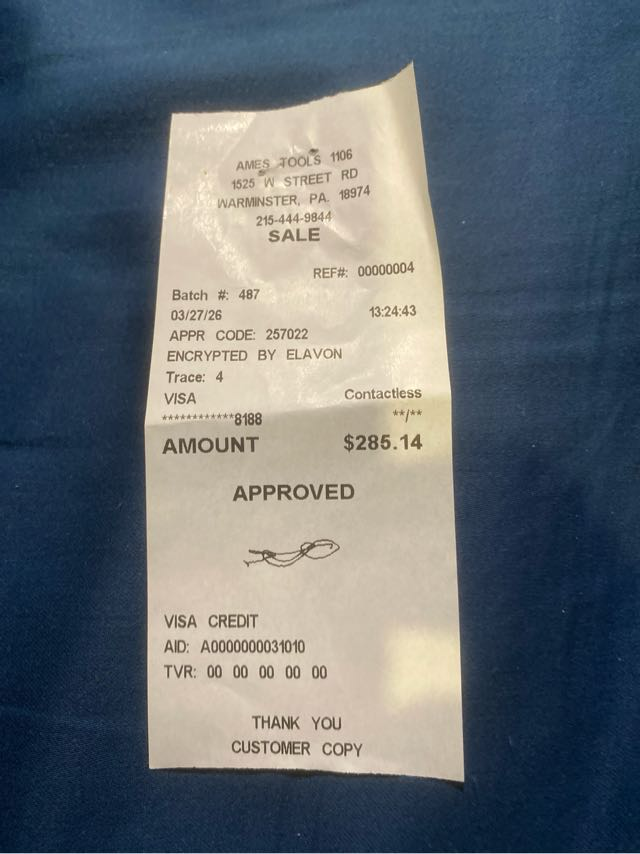 AMES TOOLS 1106
1525 W STREET RD
WARMINSTER, PA. 18974
215-444-9844
SALE
REF#: 00000004
Batch #: 487
03/27/26 13:24:43
APPR CODE: 257022
ENCRYPTED BY ELAVON
Trace: 4
VISA Contactless
************8188 **/**
AMOUNT $285.14
APPROVED
VISA CREDIT
AID: A0000000031010
TVR: 00 00 00 00 00
THANK YOU
CUSTOMER COPY